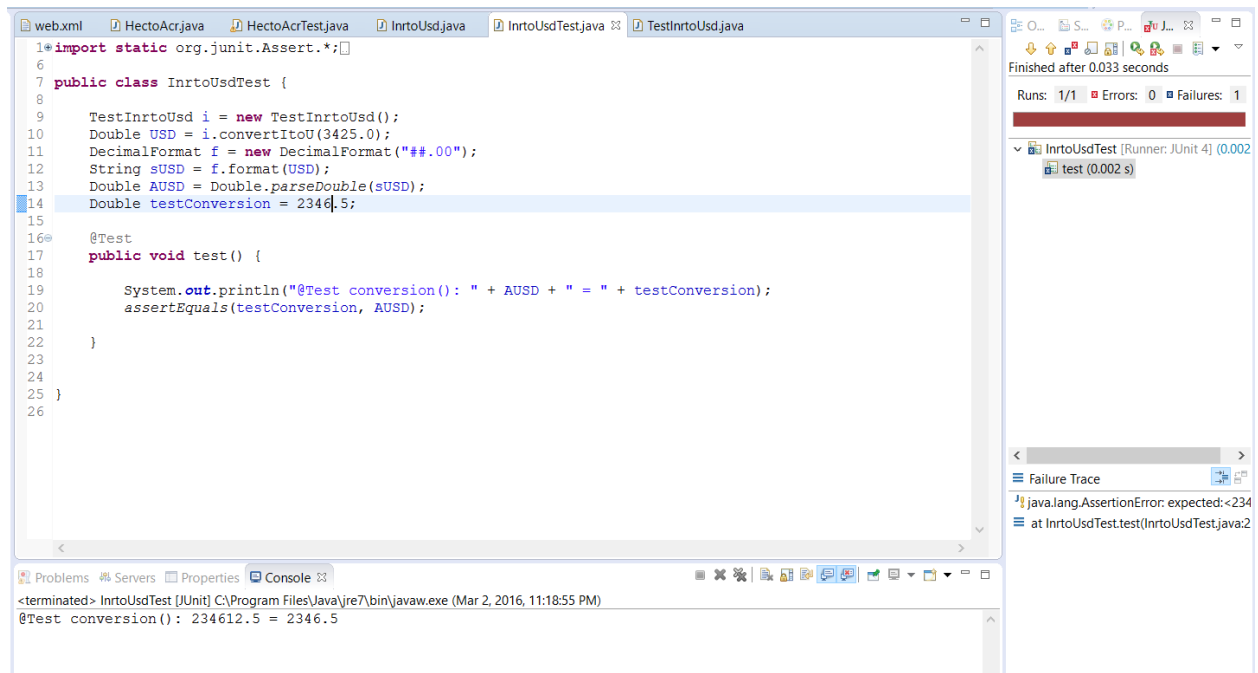 web.xml HectoAcr.java HectoAcrTest.java InrtoUsd.java InrtoUsdTest.java TestInrtoUsd.java
1 import static org.junit.Assert.*;
6
7 public class InrtoUsdTest {
8
9 TestInrtoUsd i = new TestInrtoUsd();
10 Double USD = i.convertItoU(3425.0);
11 DecimalFormat f = new DecimalFormat("##.00");
12 String sUSD = f.format(USD);
13 Double AUSD = Double.parseDouble(sUSD);
14 Double testConversion = 2346.5;
15
16 @Test
17 public void test() {
18
19 System.out.println("@Test conversion(): " + AUSD + " = " + testConversion);
20 assertEquals(testConversion, AUSD);
21
22 }
23
24
25 }
26
O... S... P... J...
Finished after 0.033 seconds
Runs: 1/1 Errors: 0 Failures: 1
InrtoUsdTest [Runner: JUnit 4] (0.002
test (0.002 s)
Failure Trace
java.lang.AssertionError: expected:<234
at InrtoUsdTest.test(InrtoUsdTest.java:2
Problems Servers Properties Console
<terminated> InrtoUsdTest [JUnit] C:\Program Files\Java\jre7\bin\javaw.exe (Mar 2, 2016, 11:18:55 PM)
@Test conversion(): 234612.5 = 2346.5